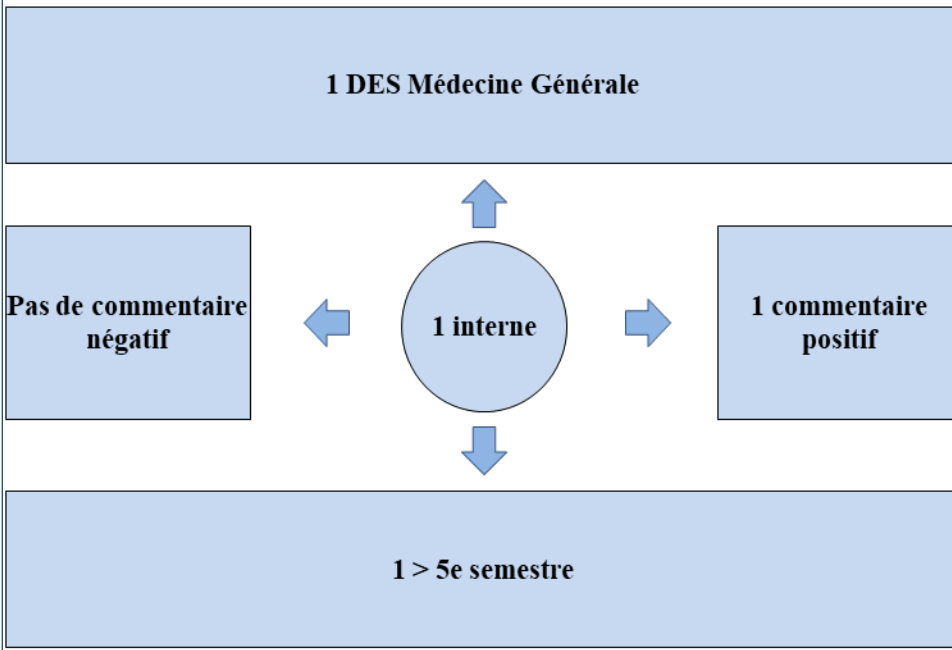 1 DES Médecine Générale
Pas de commentaire
négatif
1 interne
1 commentaire
positif
1 > 5e semestre